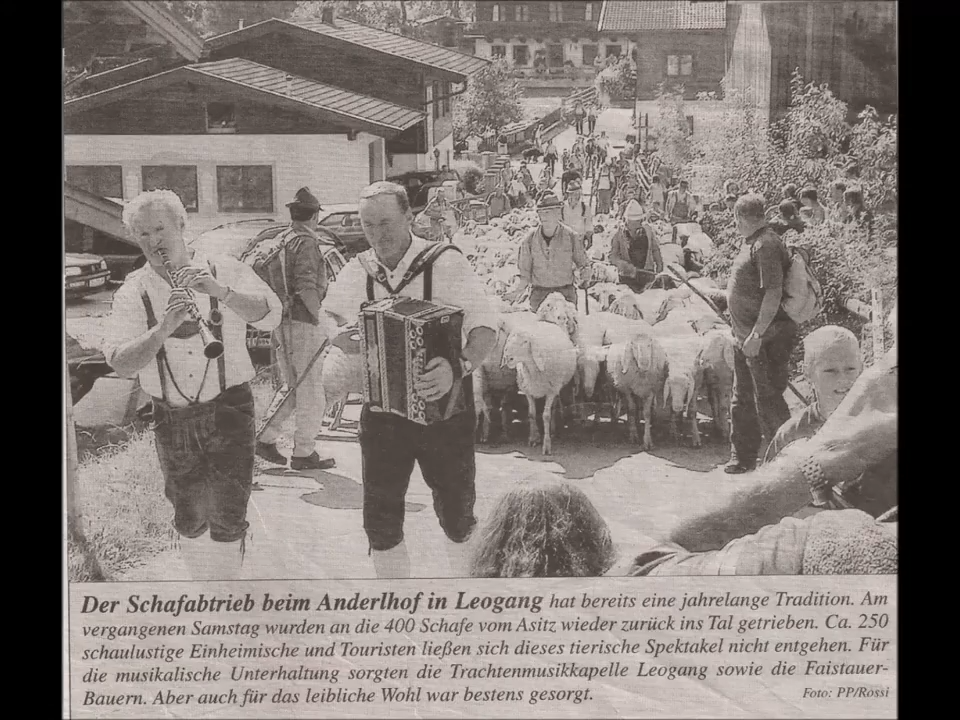 Der Schafabtrieb beim Anderlhof in Leogang hat bereits eine jahrelange Tradition. Am
vergangenen Samstag wurden an die 400 Schafe vom Asitz wieder zurück ins Tal getrieben. Ca. 250
schaulustige Einheimische und Touristen ließen sich dieses tierische Spektakel nicht entgehen. Für
die musikalische Unterhaltung sorgten die Trachtenmusikkapelle Leogang sowie die Faistauer-
Bauern. Aber auch für das leibliche Wohl war bestens gesorgt. Foto: PP/Rossi